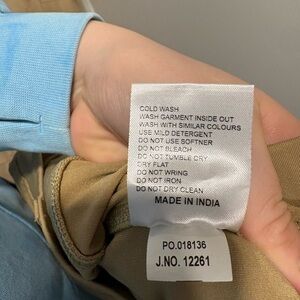 COLD WASH
WASH GARMENT INSIDE OUT
WASH WITH SIMILAR COLOURS
USE MILD DETERGENT
DO NOT USE SOFTNER
DO NOT BLEACH
DO NOT TUMBLE DRY
DRY FLAT
DO NOT WRING
DO NOT IRON
DO NOT DRY CLEAN
MADE IN INDIA
PO.018136
J.NO. 12261